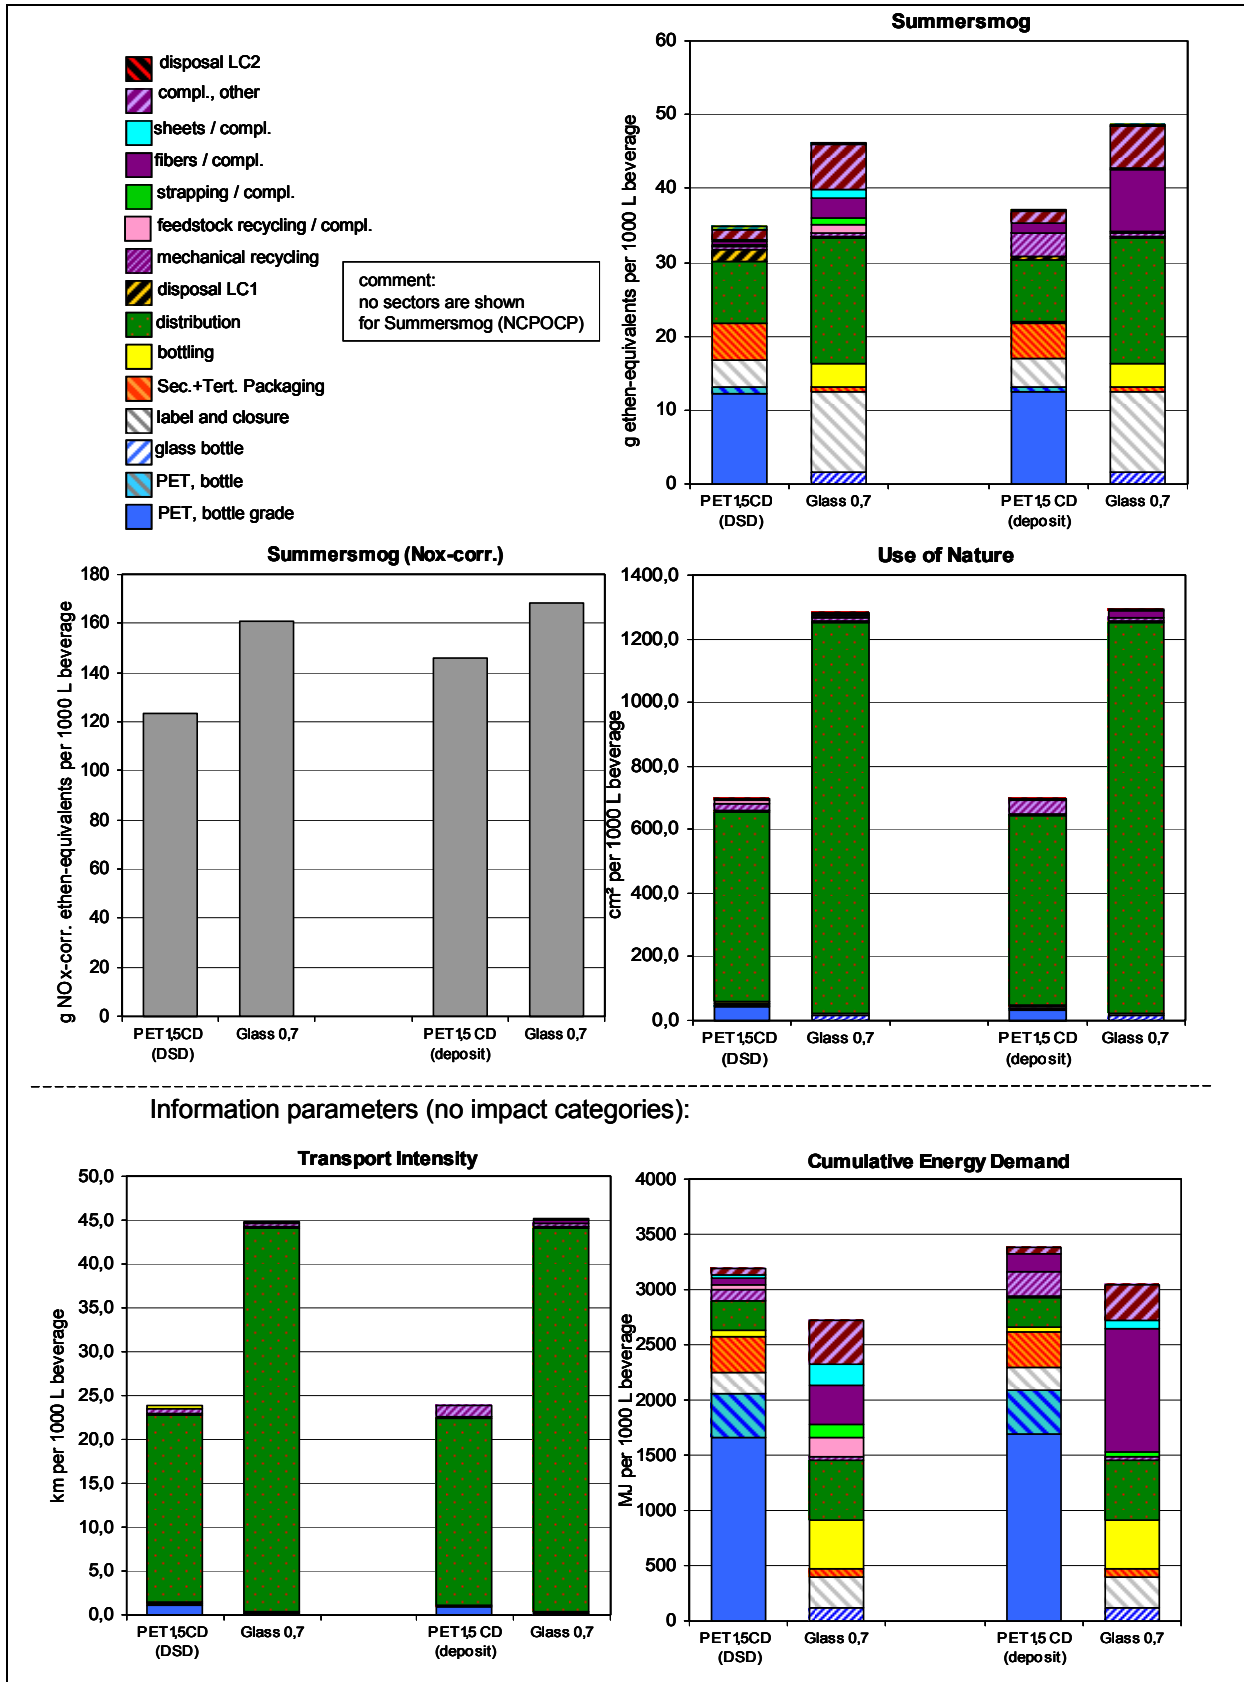 disposal LC2
compl., other
sheets / compl.
fibers / compl.
strapping / compl.
feedstock recycling / compl.
mechanical recycling
disposal LC1
distribution
bottling
Sec.+Tert. Packaging
label and closure
glass bottle
PET, bottle
PET, bottle grade
comment:
no sectors are shown
for Summersmog (NCPOCP)
Summersmog
g ethen-equivalents per 1000 L beverage
60
50
40
30
20
10
0
PET1,5CD
(DSD)
Glass 0,7
PET1,5 CD
(deposit)
Glass 0,7
Summersmog (Nox-corr.)
g NOx-corr. ethen-equivalents per 1000 L beverage
180
160
140
120
100
80
60
40
20
0
PET1,5CD
(DSD)
Glass 0,7
PET1,5 CD
(deposit)
Glass 0,7
Use of Nature
cm² per 1000 L beverage
1400,0
1200,0
1000,0
800,0
600,0
400,0
200,0
0,0
PET1,5CD
(DSD)
Glass 0,7
PET1,5 CD
(deposit)
Glass 0,7
Information parameters (no impact categories):
Transport Intensity
km per 1000 L beverage
50,0
45,0
40,0
35,0
30,0
25,0
20,0
15,0
10,0
5,0
0,0
PET1,5CD
(DSD)
Glass 0,7
PET1,5 CD
(deposit)
Glass 0,7
Cumulative Energy Demand
MJ per 1000 L beverage
4000
3500
3000
2500
2000
1500
1000
500
0
PET1,5CD
(DSD)
Glass 0,7
PET1,5 CD
(deposit)
Glass 0,7